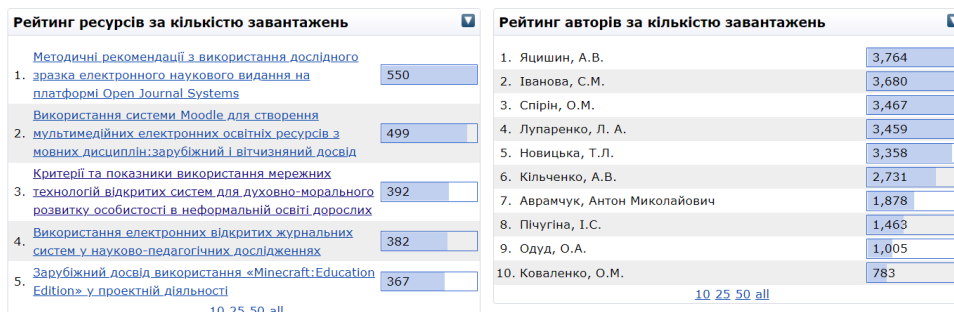 Рейтинг ресурсів за кількістю завантажень
1. Методичні рекомендації з використання дослідного
зразка електронного наукового видання на
платформі Open Journal Systems
550
2. Використання системи Moodle для створення
мультимедійних електронних освітніх ресурсів з
мовних дисциплін:зарубіжний і вітчизняний досвід
499
3. Критерії та показники використання мережних
технологій відкритих систем для духовно-морального
розвитку особистості в неформальній освіті дорослих
392
4. Використання електронних відкритих журнальних
систем у науково-педагогічних дослідженнях
382
5. Зарубіжний досвід використання «Minecraft:Education
Edition» у проектній діяльності
367
10 25 50 all
Рейтинг авторів за кількістю завантажень
1. Яцишин, А.В. 3,764
2. Іванова, С.М. 3,680
3. Спірін, О.М. 3,467
4. Лупаренко, Л. А. 3,459
5. Новицька, Т.Л. 3,358
6. Кільченко, А.В. 2,731
7. Аврамчук, Антон Миколайович 1,878
8. Пічугіна, І.С. 1,463
9. Одуд, О.А. 1,005
10. Коваленко, О.М. 783
10 25 50 all